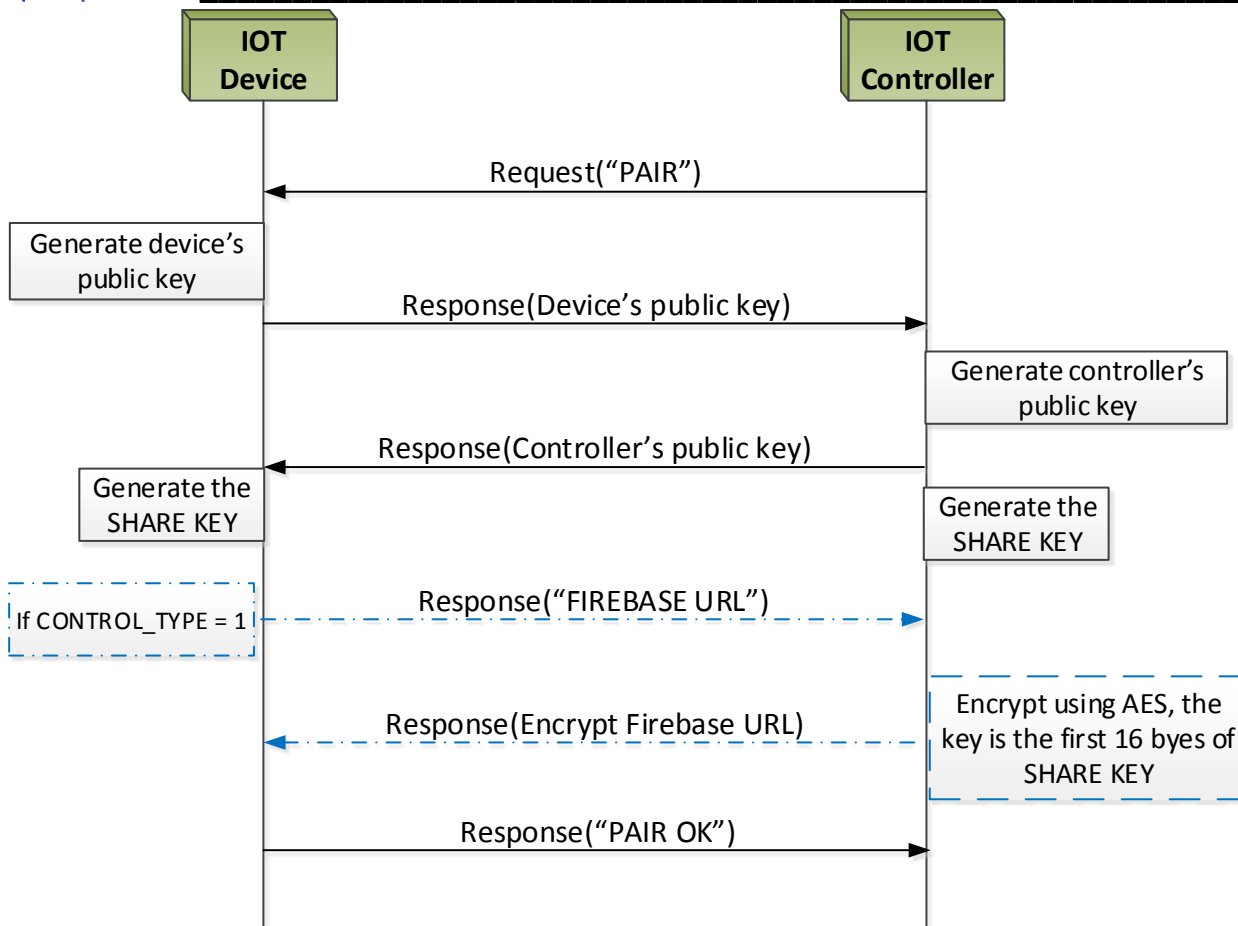 IOT
Device
IOT
Controller
Request(“PAIR”)
Generate device’s
public key
Response(Device’s public key)
Generate controller’s
public key
Response(Controller’s public key)
Generate the
SHARE KEY
Generate the
SHARE KEY
If CONTROL_TYPE = 1
Response(“FIREBASE URL”)
Response(Encrypt Firebase URL)
Encrypt using AES, the
key is the first 16 byes of
SHARE KEY
Response(“PAIR OK”)